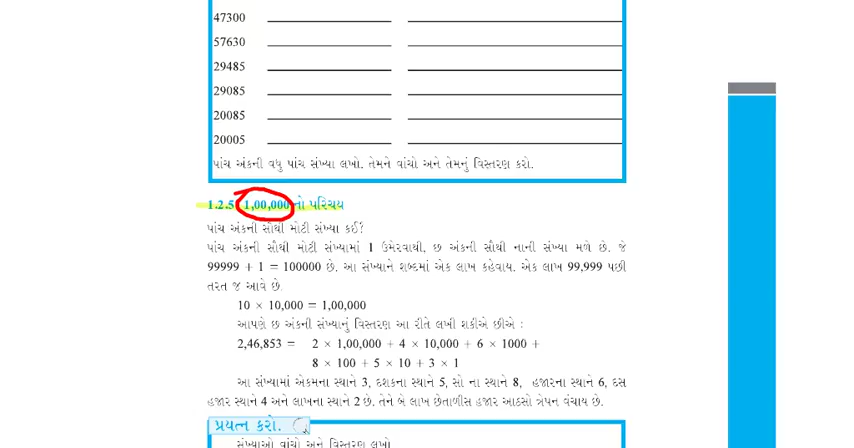 47300
57630
29485
29085
20085
20005
પાંચ અંકની વધુ પાંચ સંખ્યા લખો. તેમને વાંચો અને તેમનું વિસ્તરણ કરો.
1.2.5 1,00,000નો પરિચય
પાંચ અંકની સૌથી મોટી સંખ્યા કઈ?
પાંચ અંકની સૌથી મોટી સંખ્યામાં 1 ઉમેરવાથી, છ અંકની સૌથી નાની સંખ્યા મળે છે. જે
99999 + 1 = 100000 છે. આ સંખ્યાને શબ્દમાં એક લાખ કહેવાય. એક લાખ 99,999 પછી
તરત જ આવે છે.
10 × 10,000 = 1,00,000
આપણે છ અંકની સંખ્યાનું વિસ્તરણ આ રીતે લખી શકીએ છીએ :
2,46,853 = 2 × 1,00,000 + 4 × 10,000 + 6 × 1000 +
8 × 100 + 5 × 10 + 3 × 1
આ સંખ્યામાં એકમના સ્થાને 3, દશકના સ્થાને 5, સો ના સ્થાને 8, હજારના સ્થાને 6, દસ
હજાર સ્થાને 4 અને લાખના સ્થાને 2 છે. તેને બે લાખ છેતાળીસ હજાર આઠસો ત્રેપન વંચાય છે.
પ્રયત્ન કરો.
સંખ્યાઓ વાંચો અને વિસ્તરણ લખો